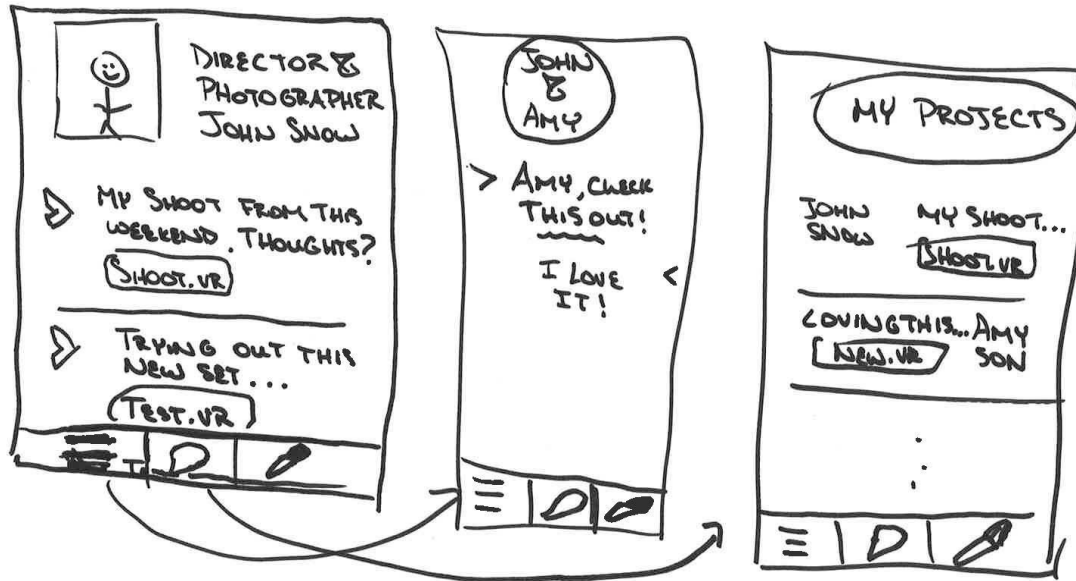 DIRECTOR &
PHOTOGRAPHER
JOHN SNOW
MY SHOOT FROM THIS
WEEKEND. THOUGHTS?
SHOOT.VR
TRYING OUT THIS
NEW SET...
TEST.VR
JOHN
&
AMY
> AMY, CHECK
THIS OUT!
I LOVE <
IT!
MY PROJECTS
JOHN SNOW
MY SHOOT...
SHOOT.VR
LOVING THIS...
NEW.VR
AMY
SON